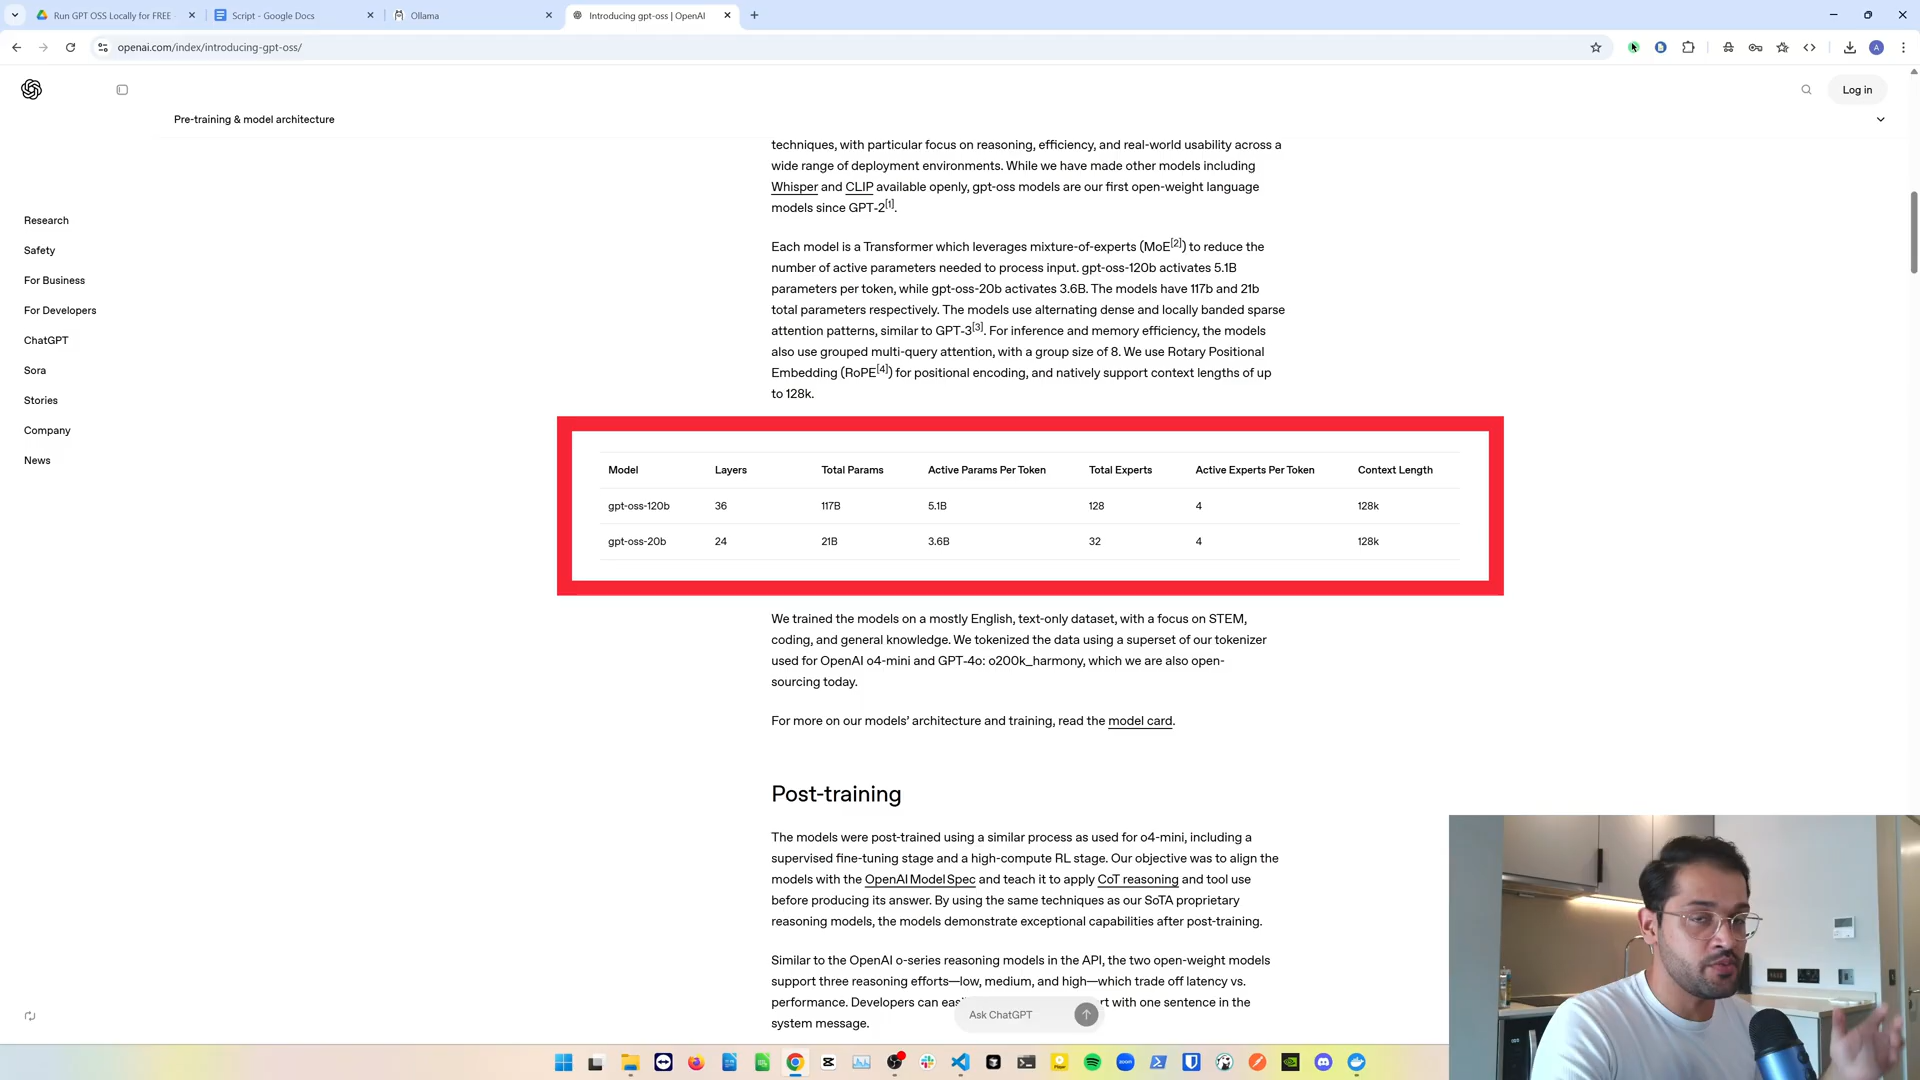 Run GPT OSS Locally for FREE
Script - Google Docs
Ollama
Introducing gpt-oss | OpenAI
openai.com/index/introducing-gpt-oss/
A
Log in
Pre-training & model architecture
Research
Safety
For Business
For Developers
ChatGPT
Sora
Stories
Company
News
techniques, with particular focus on reasoning, efficiency, and real-world usability across a
wide range of deployment environments. While we have made other models including
Whisper and CLIP available openly, gpt-oss models are our first open-weight language
models since GPT-2[1].
Each model is a Transformer which leverages mixture-of-experts (MoE[2]) to reduce the
number of active parameters needed to process input. gpt-oss-120b activates 5.1B
parameters per token, while gpt-oss-20b activates 3.6B. The models have 117b and 21b
total parameters respectively. The models use alternating dense and locally banded sparse
attention patterns, similar to GPT-3[3]. For inference and memory efficiency, the models
also use grouped multi-query attention, with a group size of 8. We use Rotary Positional
Embedding (RoPE[4]) for positional encoding, and natively support context lengths of up
to 128k.
Model Layers Total Params Active Params Per Token Total Experts Active Experts Per Token Context Length
gpt-oss-120b 36 117B 5.1B 128 4 128k
gpt-oss-20b 24 21B 3.6B 32 4 128k
We trained the models on a mostly English, text-only dataset, with a focus on STEM,
coding, and general knowledge. We tokenized the data using a superset of our tokenizer
used for OpenAI o4-mini and GPT-4o: o200k_harmony, which we are also open-
sourcing today.
For more on our models' architecture and training, read the model card.
Post-training
The models were post-trained using a similar process as used for o4-mini, including a
supervised fine-tuning stage and a high-compute RL stage. Our objective was to align the
models with the OpenAI Model Spec and teach it to apply CoT reasoning and tool use
before producing its answer. By using the same techniques as our SoTA proprietary
reasoning models, the models demonstrate exceptional capabilities after post-training.
Similar to the OpenAI o-series reasoning models in the API, the two open-weight models
support three reasoning efforts—low, medium, and high—which trade off latency vs.
performance. Developers can easi rt with one sentence in the
system message.
Ask ChatGPT
zoom